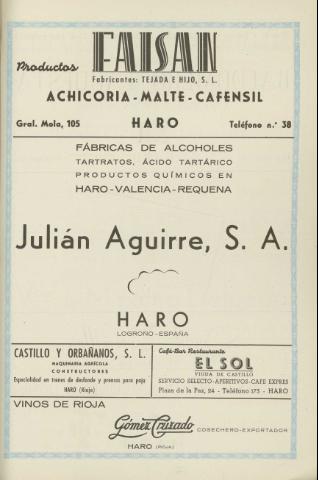 Productos FAISAN
Fabricantes: TEJADA E HIJO, S. L.
ACHICORIA - MALTE - CAFENSIL
Gral. Mola, 105 HARO Teléfono n.° 38
FÁBRICAS DE ALCOHOLES
TARTRATOS, ÁCIDO TARTÁRICO
PRODUCTOS QUÍMICOS EN
HARO-VALENCIA-REQUENA
Julián Aguirre, S. A.
HARO
LOGROÑO-ESPAÑA
CASTILLO Y ORBAÑANOS, S. L.
MAQUINARIA AGRÍCOLA
CONSTRUCTORES
Especialidad en trenes de desfonde y prensas para paja
HARO (Rioja)
Café-Bar Restaurante
EL SOL
VIUDA DE CASTILLO
SERVICIO SELECTO-APERITIVOS-CAFE EXPRES
Plaza de la Paz, 24 - Teléfono 173 - HARO
VINOS DE RIOJA
Gómez Cruzado COSECHERO-EXPORTADOR
HARO (RIOJA)